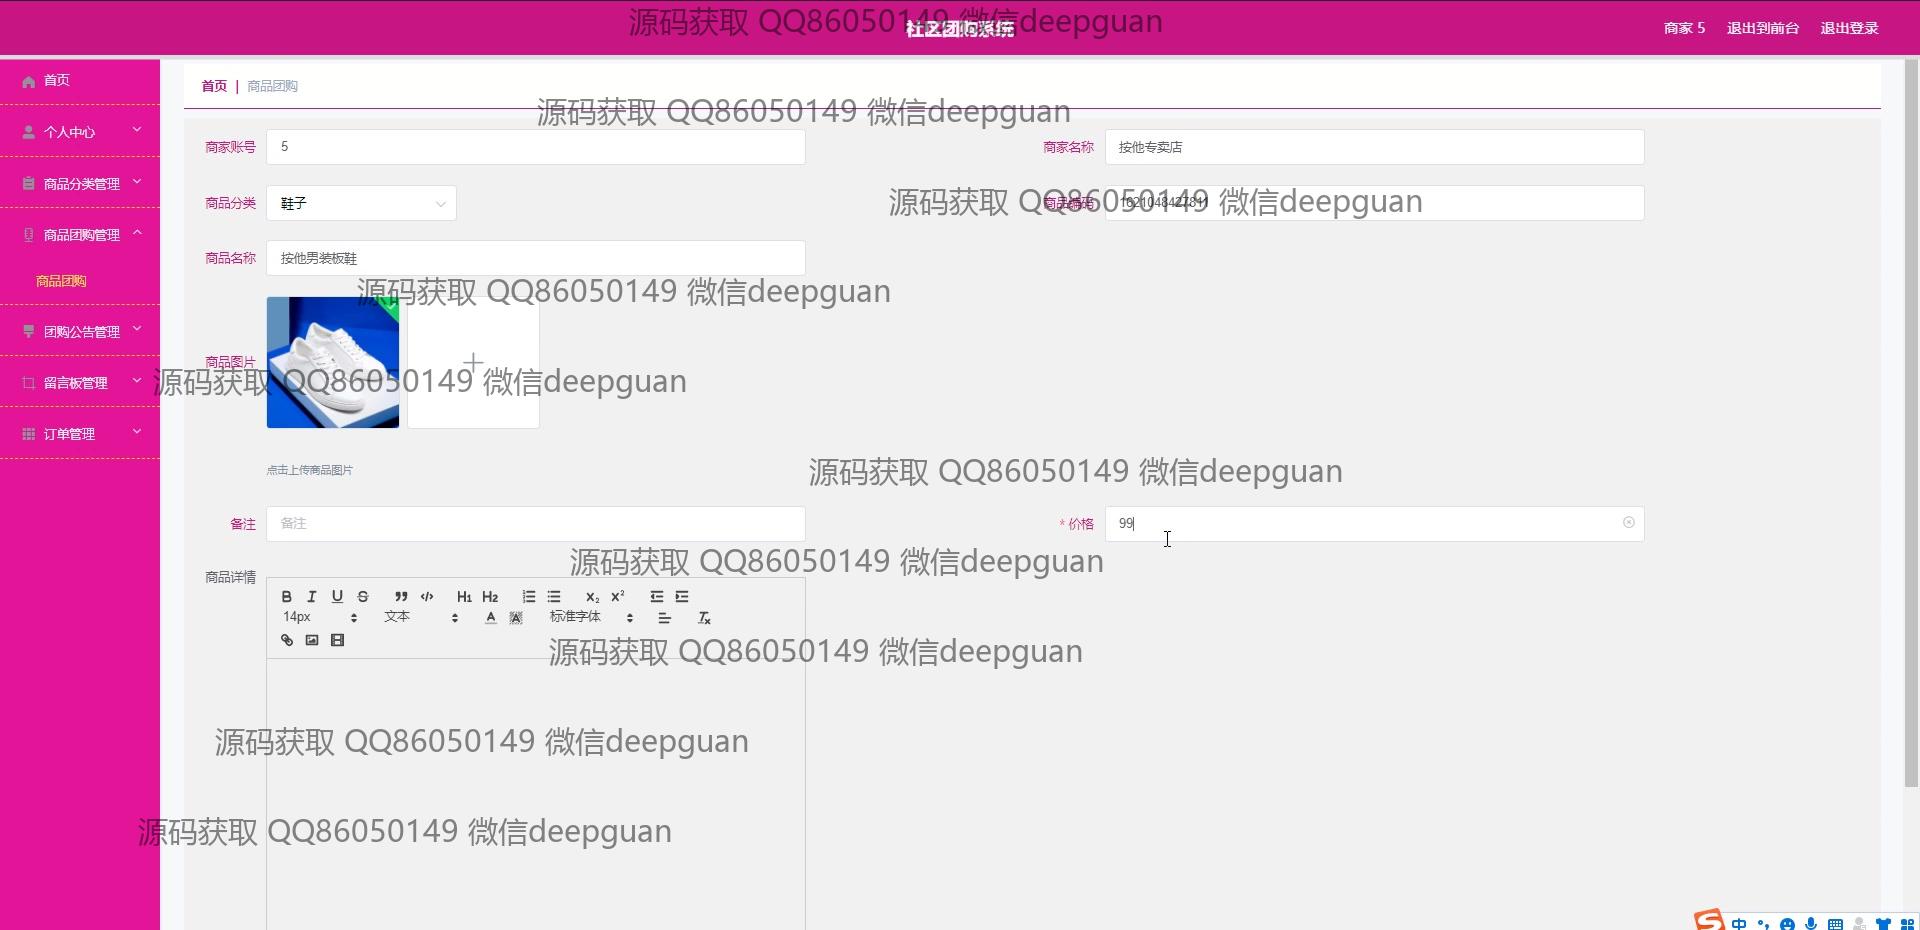 源码获取 QQ86050149 微信deepguan
社区团购系统
商家 5 退出到前台 退出登录
首页
首页 | 商品团购
源码获取 QQ86050149 微信deepguan
个人中心
商家账号 5 商家名称 按他专卖店
商品分类管理
商品分类 鞋子 商品编码 1621048427811
源码获取 QQ86050149 微信deepguan
商品团购管理
商品名称 按他男装板鞋
商品团购
源码获取 QQ86050149 微信deepguan
团购公告管理
商品图片
留言板管理
源码获取 QQ86050149 微信deepguan
订单管理
点击上传商品图片
源码获取 QQ86050149 微信deepguan
备注 备注 * 价格 99
源码获取 QQ86050149 微信deepguan
商品详情
B I U S H1 H2 X2 X2
14px 文本 A A 标准字体 Tx
源码获取 QQ86050149 微信deepguan
源码获取 QQ86050149 微信deepguan
源码获取 QQ86050149 微信deepguan
S 中